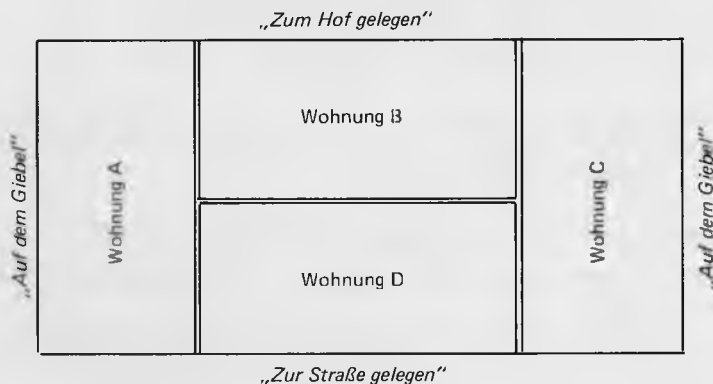 „Zum Hof gelegen"
„Auf dem Giebel"
Wohnung A
Wohnung B
Wohnung C
„Auf dem Giebel"
Wohnung D
„Zur Straße gelegen"